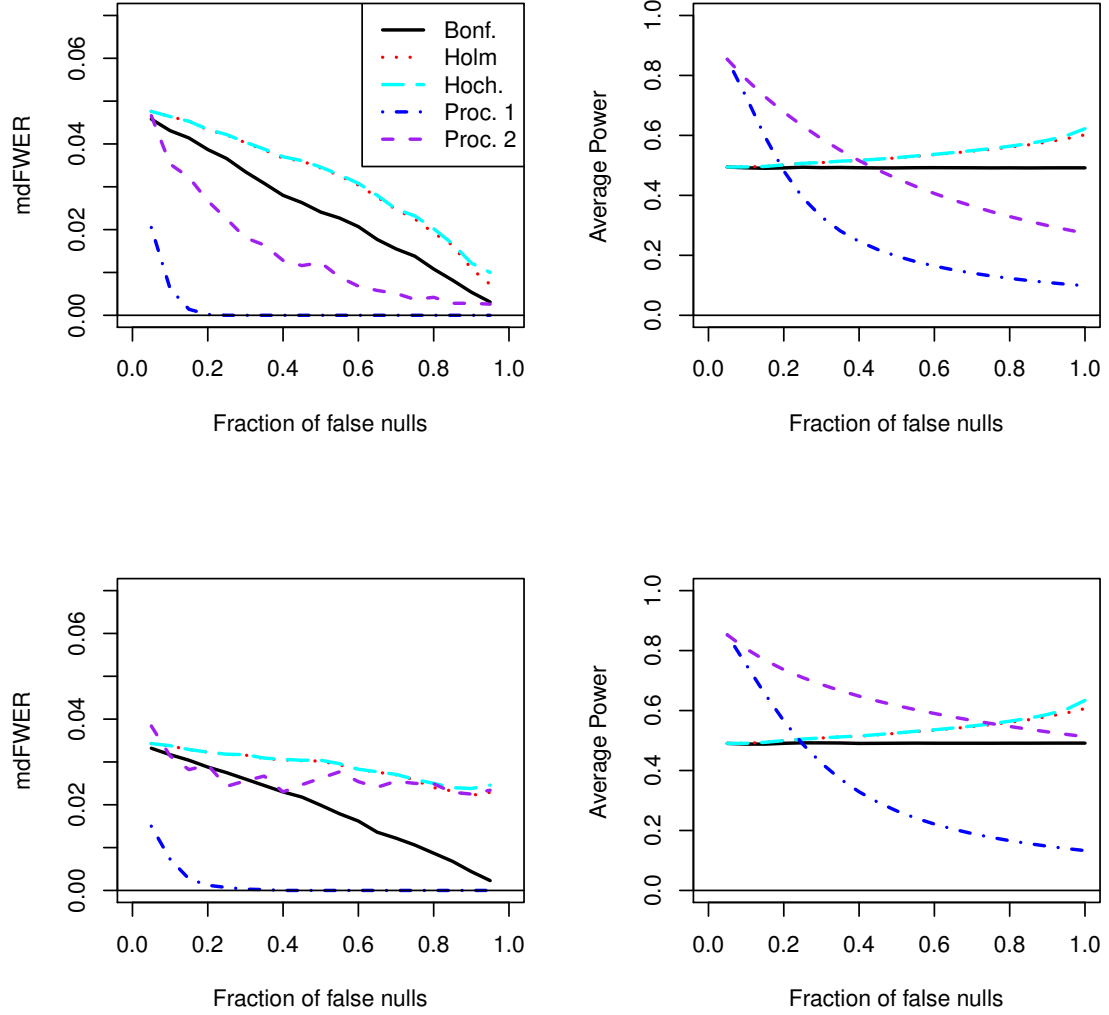 mdFWER
0.00
0.02
0.04
0.06
Bonf.
Holm
Hoch.
Proc. 1
Proc. 2
0.0 0.2 0.4 0.6 0.8 1.0
Fraction of false nulls
Average Power
0.0
0.2
0.4
0.6
0.8
1.0
0.0 0.2 0.4 0.6 0.8 1.0
Fraction of false nulls
mdFWER
0.00
0.02
0.04
0.06
0.0 0.2 0.4 0.6 0.8 1.0
Fraction of false nulls
Average Power
0.0
0.2
0.4
0.6
0.8
1.0
0.0 0.2 0.4 0.6 0.8 1.0
Fraction of false nulls